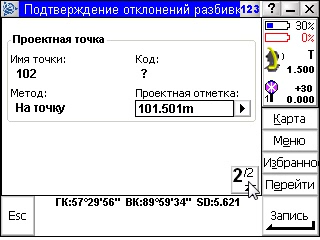 Подтверждение отклонений разбивк
123
?
30%
0%
Проектная точка
Имя точки:
Код:
102
?
Метод:
Проектная отметка:
На точку
101.501m
T
1.500
+30
0.000
Карта
Меню
Избранно
Перейти
2/2
ГК:57°29'56" ВК:89°59'34" SD:5.621
Esc
Запись